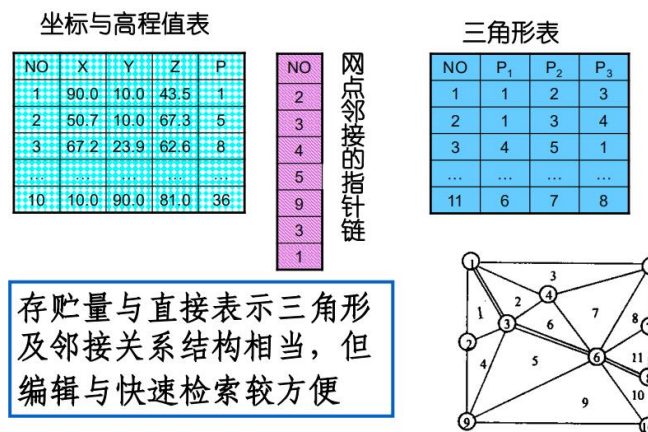 坐标与高程值表
NO X Y Z P
1 90.0 10.0 43.5 1
2 50.7 10.0 67.3 5
3 67.2 23.9 62.6 8
... ... ... ... ...
10 10.0 90.0 81.0 36
NO
2
3
4
5
9
3
1
网点邻接的指针链
三角形表
NO P₁ P₂ P₃
1 1 2 3
2 1 3 4
3 4 5 1
... ... ... ...
11 6 7 8
存贮量与直接表示三角形
及邻接关系结构相当，但
编辑与快速检索较方便
1
3
4
2
1
7
3
6
8
2
6
11
4
5
10
9
9